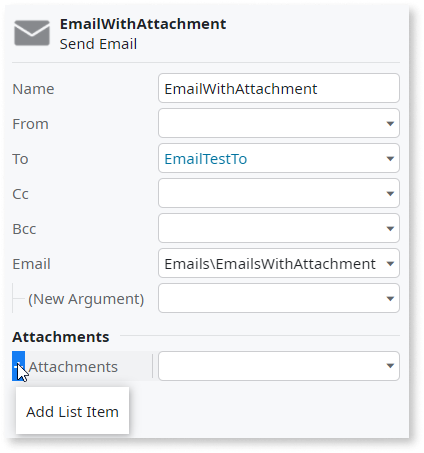 EmailWithAttachment
Send Email
Name EmailWithAttachment
From
To EmailTestTo
Cc
Bcc
Email Emails\EmailsWithAttachment
(New Argument)
Attachments
Attachments
Add List Item